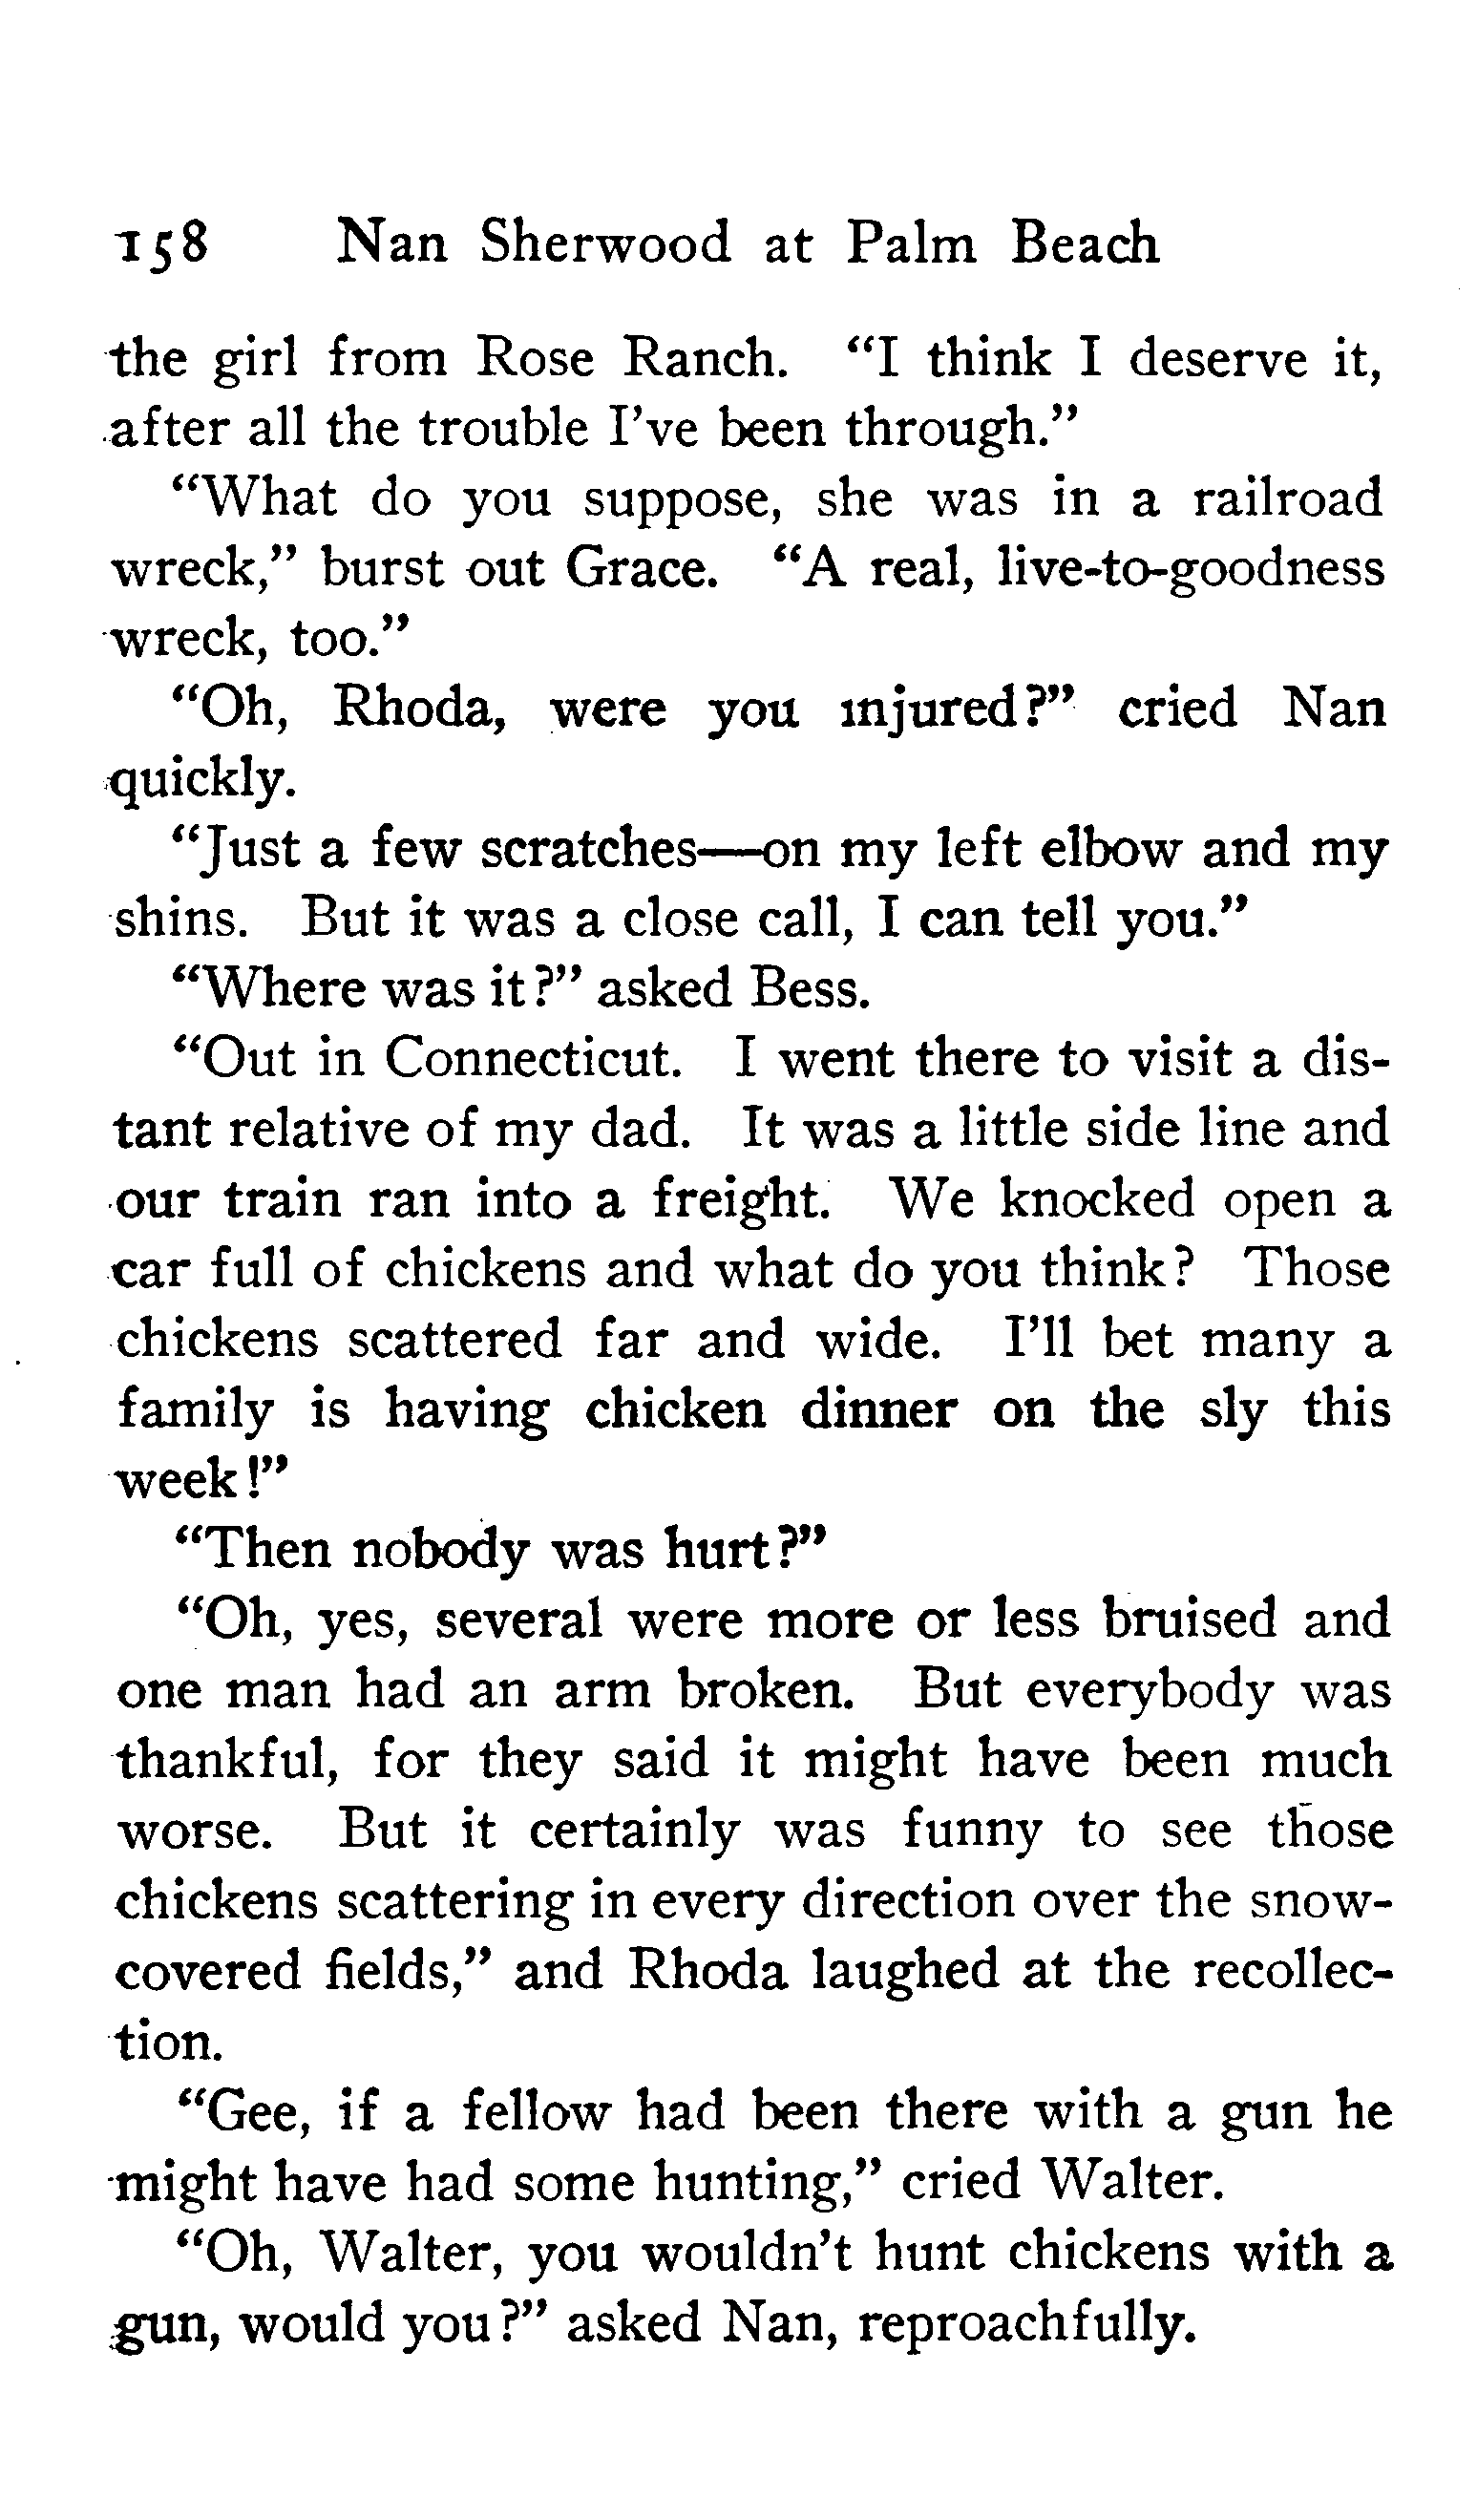 158 Nan Sherwood at Palm Beach
the girl from Rose Ranch. “I think I deserve it,
after all the trouble I’ve been through.”
“What do you suppose, she was in a railroad
wreck,” burst out Grace. “A real, live-to-goodness
wreck, too.”
“Oh, Rhoda, were you injured?” cried Nan
quickly.
“Just a few scratches—on my left elbow and my
shins. But it was a close call, I can tell you.”
“Where was it?” asked Bess.
“Out in Connecticut. I went there to visit a dis-
tant relative of my dad. It was a little side line and
our train ran into a freight. We knocked open a
car full of chickens and what do you think? Those
chickens scattered far and wide. I’ll bet many a
family is having chicken dinner on the sly this
week!”
“Then nobody was hurt?”
“Oh, yes, several were more or less bruised and
one man had an arm broken. But everybody was
thankful, for they said it might have been much
worse. But it certainly was funny to see those
chickens scattering in every direction over the snow-
covered fields,” and Rhoda laughed at the recollec-
tion.
“Gee, if a fellow had been there with a gun he
might have had some hunting,” cried Walter.
“Oh, Walter, you wouldn’t hunt chickens with a
gun, would you?” asked Nan, reproachfully.